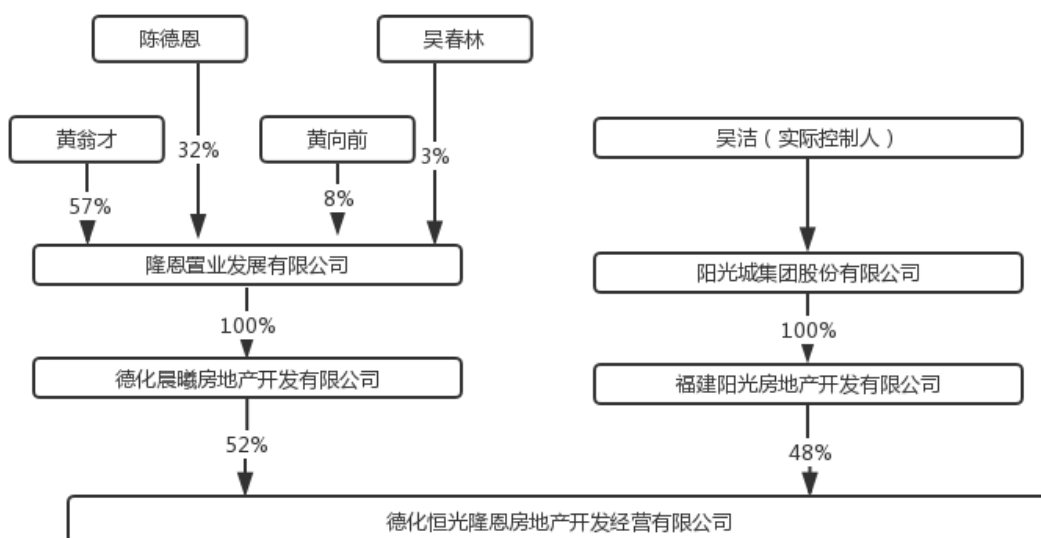 陈德恩
吴春林
黄翁才
32%
黄向前
3%
吴洁（实际控制人）
57%
8%
隆恩置业发展有限公司
阳光城集团股份有限公司
100%
100%
德化晨曦房地产开发有限公司
福建阳光房地产开发有限公司
52%
48%
德化恒光隆恩房地产开发经营有限公司